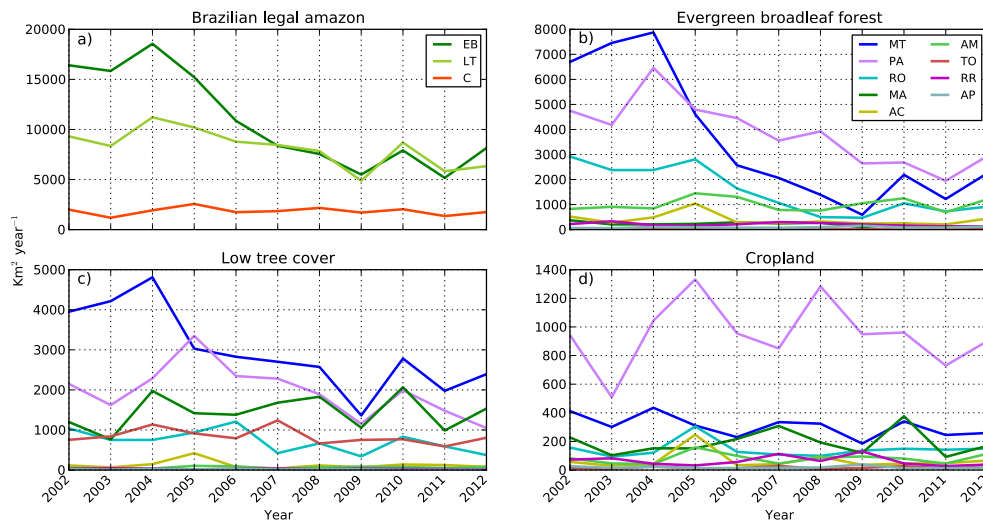 Brazilian legal amazon
a)
20000
15000
10000
5000
0
EB
LT
C
Evergreen broadleaf forest
b)
8000
7000
6000
5000
4000
3000
2000
1000
0
MT
PA
RO
MA
AC
AM
TO
RR
AP
Km² year⁻¹
Low tree cover
c)
5000
4000
3000
2000
1000
0
2002 2003 2004 2005 2006 2007 2008 2009 2010 2011 2012
Year
Cropland
d)
1400
1200
1000
800
600
400
200
0
2002 2003 2004 2005 2006 2007 2008 2009 2010 2011 2012
Year